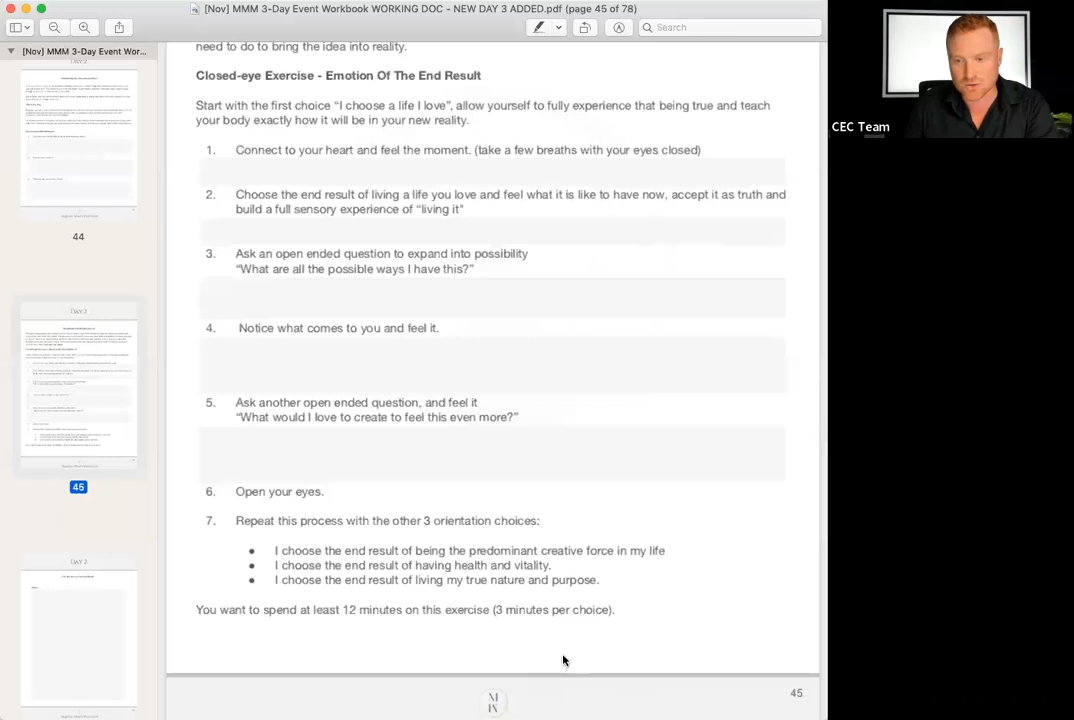 [Nov] MMM 3-Day Event Workbook WORKING DOC - NEW DAY 3 ADDED.pdf (page 45 of 78)
Search
[Nov] MMM 3-Day Event Wor...
44
DAY 2
45
DAY 2
need to do to bring the idea into reality.
Closed-eye Exercise - Emotion Of The End Result
Start with the first choice “I choose a life I love”, allow yourself to fully experience that being true and teach
your body exactly how it will be in your new reality.
1. Connect to your heart and feel the moment. (take a few breaths with your eyes closed)
2. Choose the end result of living a life you love and feel what it is like to have now, accept it as truth and
build a full sensory experience of “living it”
3. Ask an open ended question to expand into possibility
“What are all the possible ways I have this?”
4. Notice what comes to you and feel it.
5. Ask another open ended question, and feel it
“What would I love to create to feel this even more?”
6. Open your eyes.
7. Repeat this process with the other 3 orientation choices:
● I choose the end result of being the predominant creative force in my life
● I choose the end result of having health and vitality.
● I choose the end result of living my true nature and purpose.
You want to spend at least 12 minutes on this exercise (3 minutes per choice).
45
CEC Team